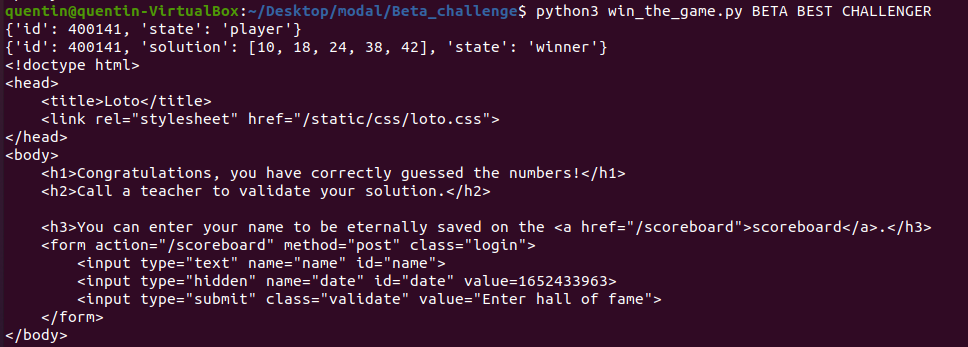 quentin@quentin-VirtualBox:~/Desktop/modal/Beta_challenge$ python3 win_the_game.py BETA BEST CHALLENGER
{'id': 400141, 'state': 'player'}
{'id': 400141, 'solution': [10, 18, 24, 38, 42], 'state': 'winner'}
<!doctype html>
<head>
    <title>Loto</title>
    <link rel="stylesheet" href="/static/css/loto.css">
</head>
<body>
    <h1>Congratulations, you have correctly guessed the numbers!</h1>
    <h2>Call a teacher to validate your solution.</h2>

    <h3>You can enter your name to be eternally saved on the <a href="/scoreboard">scoreboard</a>.</h3>
    <form action="/scoreboard" method="post" class="login">
        <input type="text" name="name" id="name">
        <input type="hidden" name="date" id="date" value=1652433963>
        <input type="submit" class="validate" value="Enter hall of fame">
    </form>
</body>